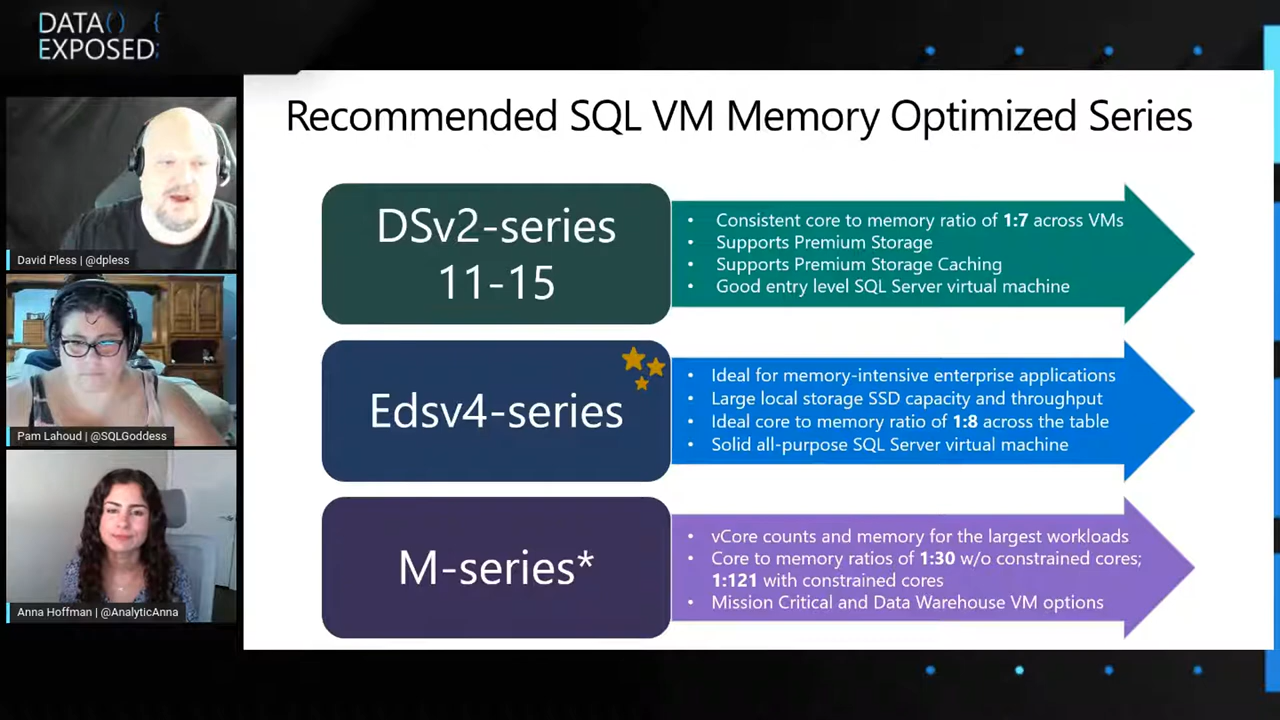 DATA() {
EXPOSED;
David Pless | @dpless
Pam Lahoud | @SQLGoddess
Anna Hoffman | @AnalyticAnna
Recommended SQL VM Memory Optimized Series
DSv2-series
11-15
• Consistent core to memory ratio of 1:7 across VMs
• Supports Premium Storage
• Supports Premium Storage Caching
• Good entry level SQL Server virtual machine
Edsv4-series
• Ideal for memory-intensive enterprise applications
• Large local storage SSD capacity and throughput
• Ideal core to memory ratio of 1:8 across the table
• Solid all-purpose SQL Server virtual machine
M-series*
• vCore counts and memory for the largest workloads
• Core to memory ratios of 1:30 w/o constrained cores;
1:121 with constrained cores
• Mission Critical and Data Warehouse VM options